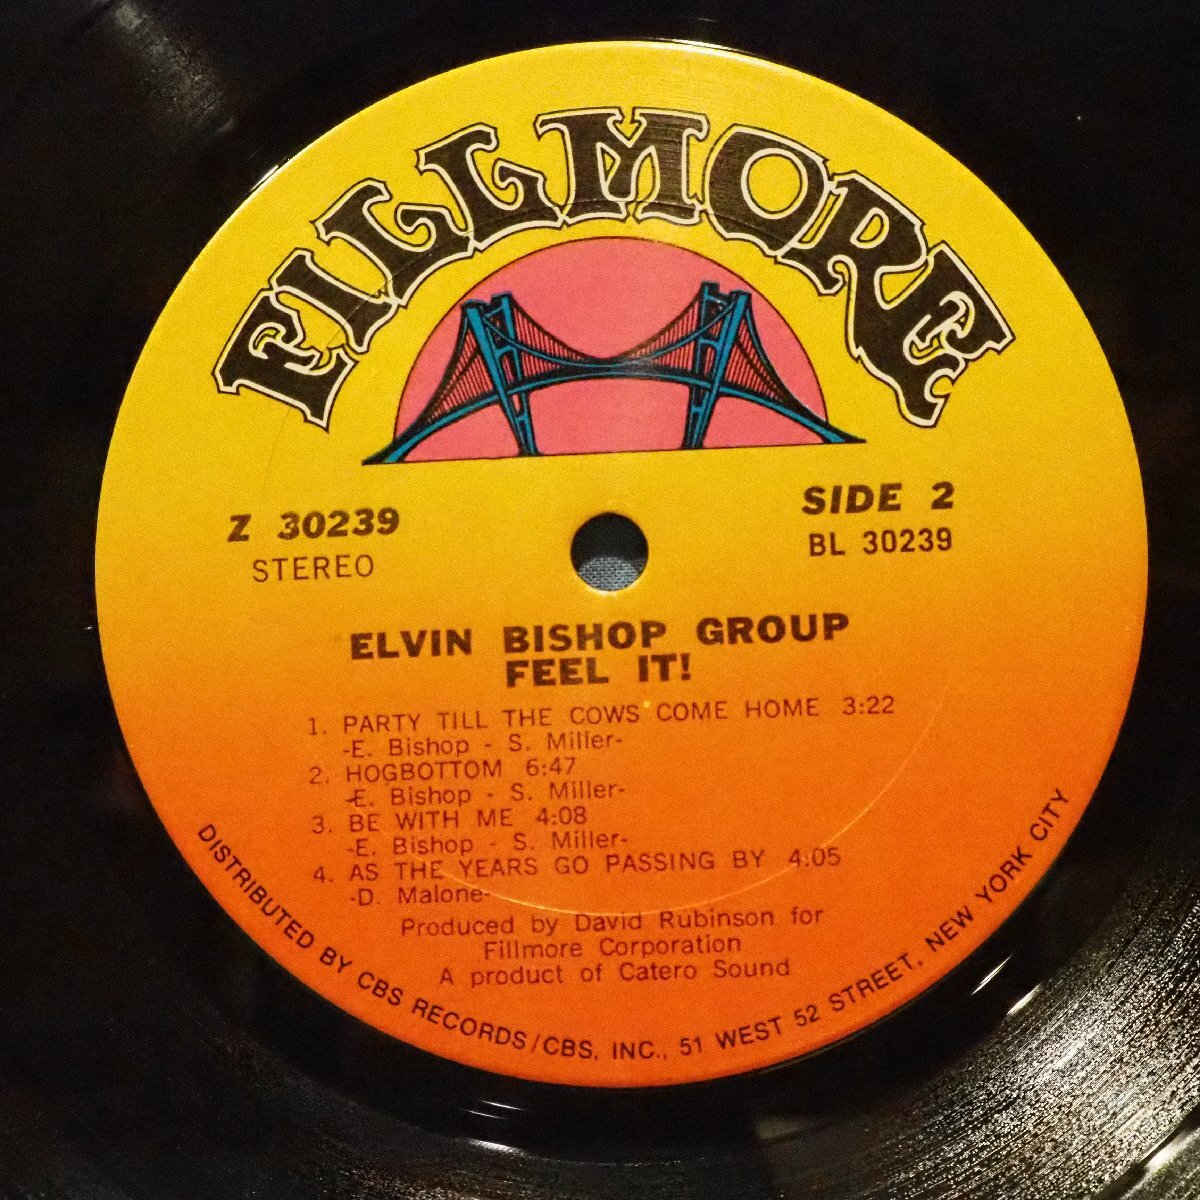 FILLMORE
Z 30239
STEREO
SIDE 2
BL 30239
ELVIN BISHOP GROUP
FEEL IT!
1. PARTY TILL THE COWS COME HOME 3:22
-E. Bishop - S. Miller-
2. HOGBOTTOM 6:47
-E. Bishop - S. Miller-
3. BE WITH ME 4:08
-E. Bishop - S. Miller-
4. AS THE YEARS GO PASSING BY 4:05
-D. Malone-
Produced by David Rubinson for
Fillmore Corporation
A product of Catero Sound
DISTRIBUTED BY CBS RECORDS/CBS, INC., 51 WEST 52 STREET, NEW YORK CITY